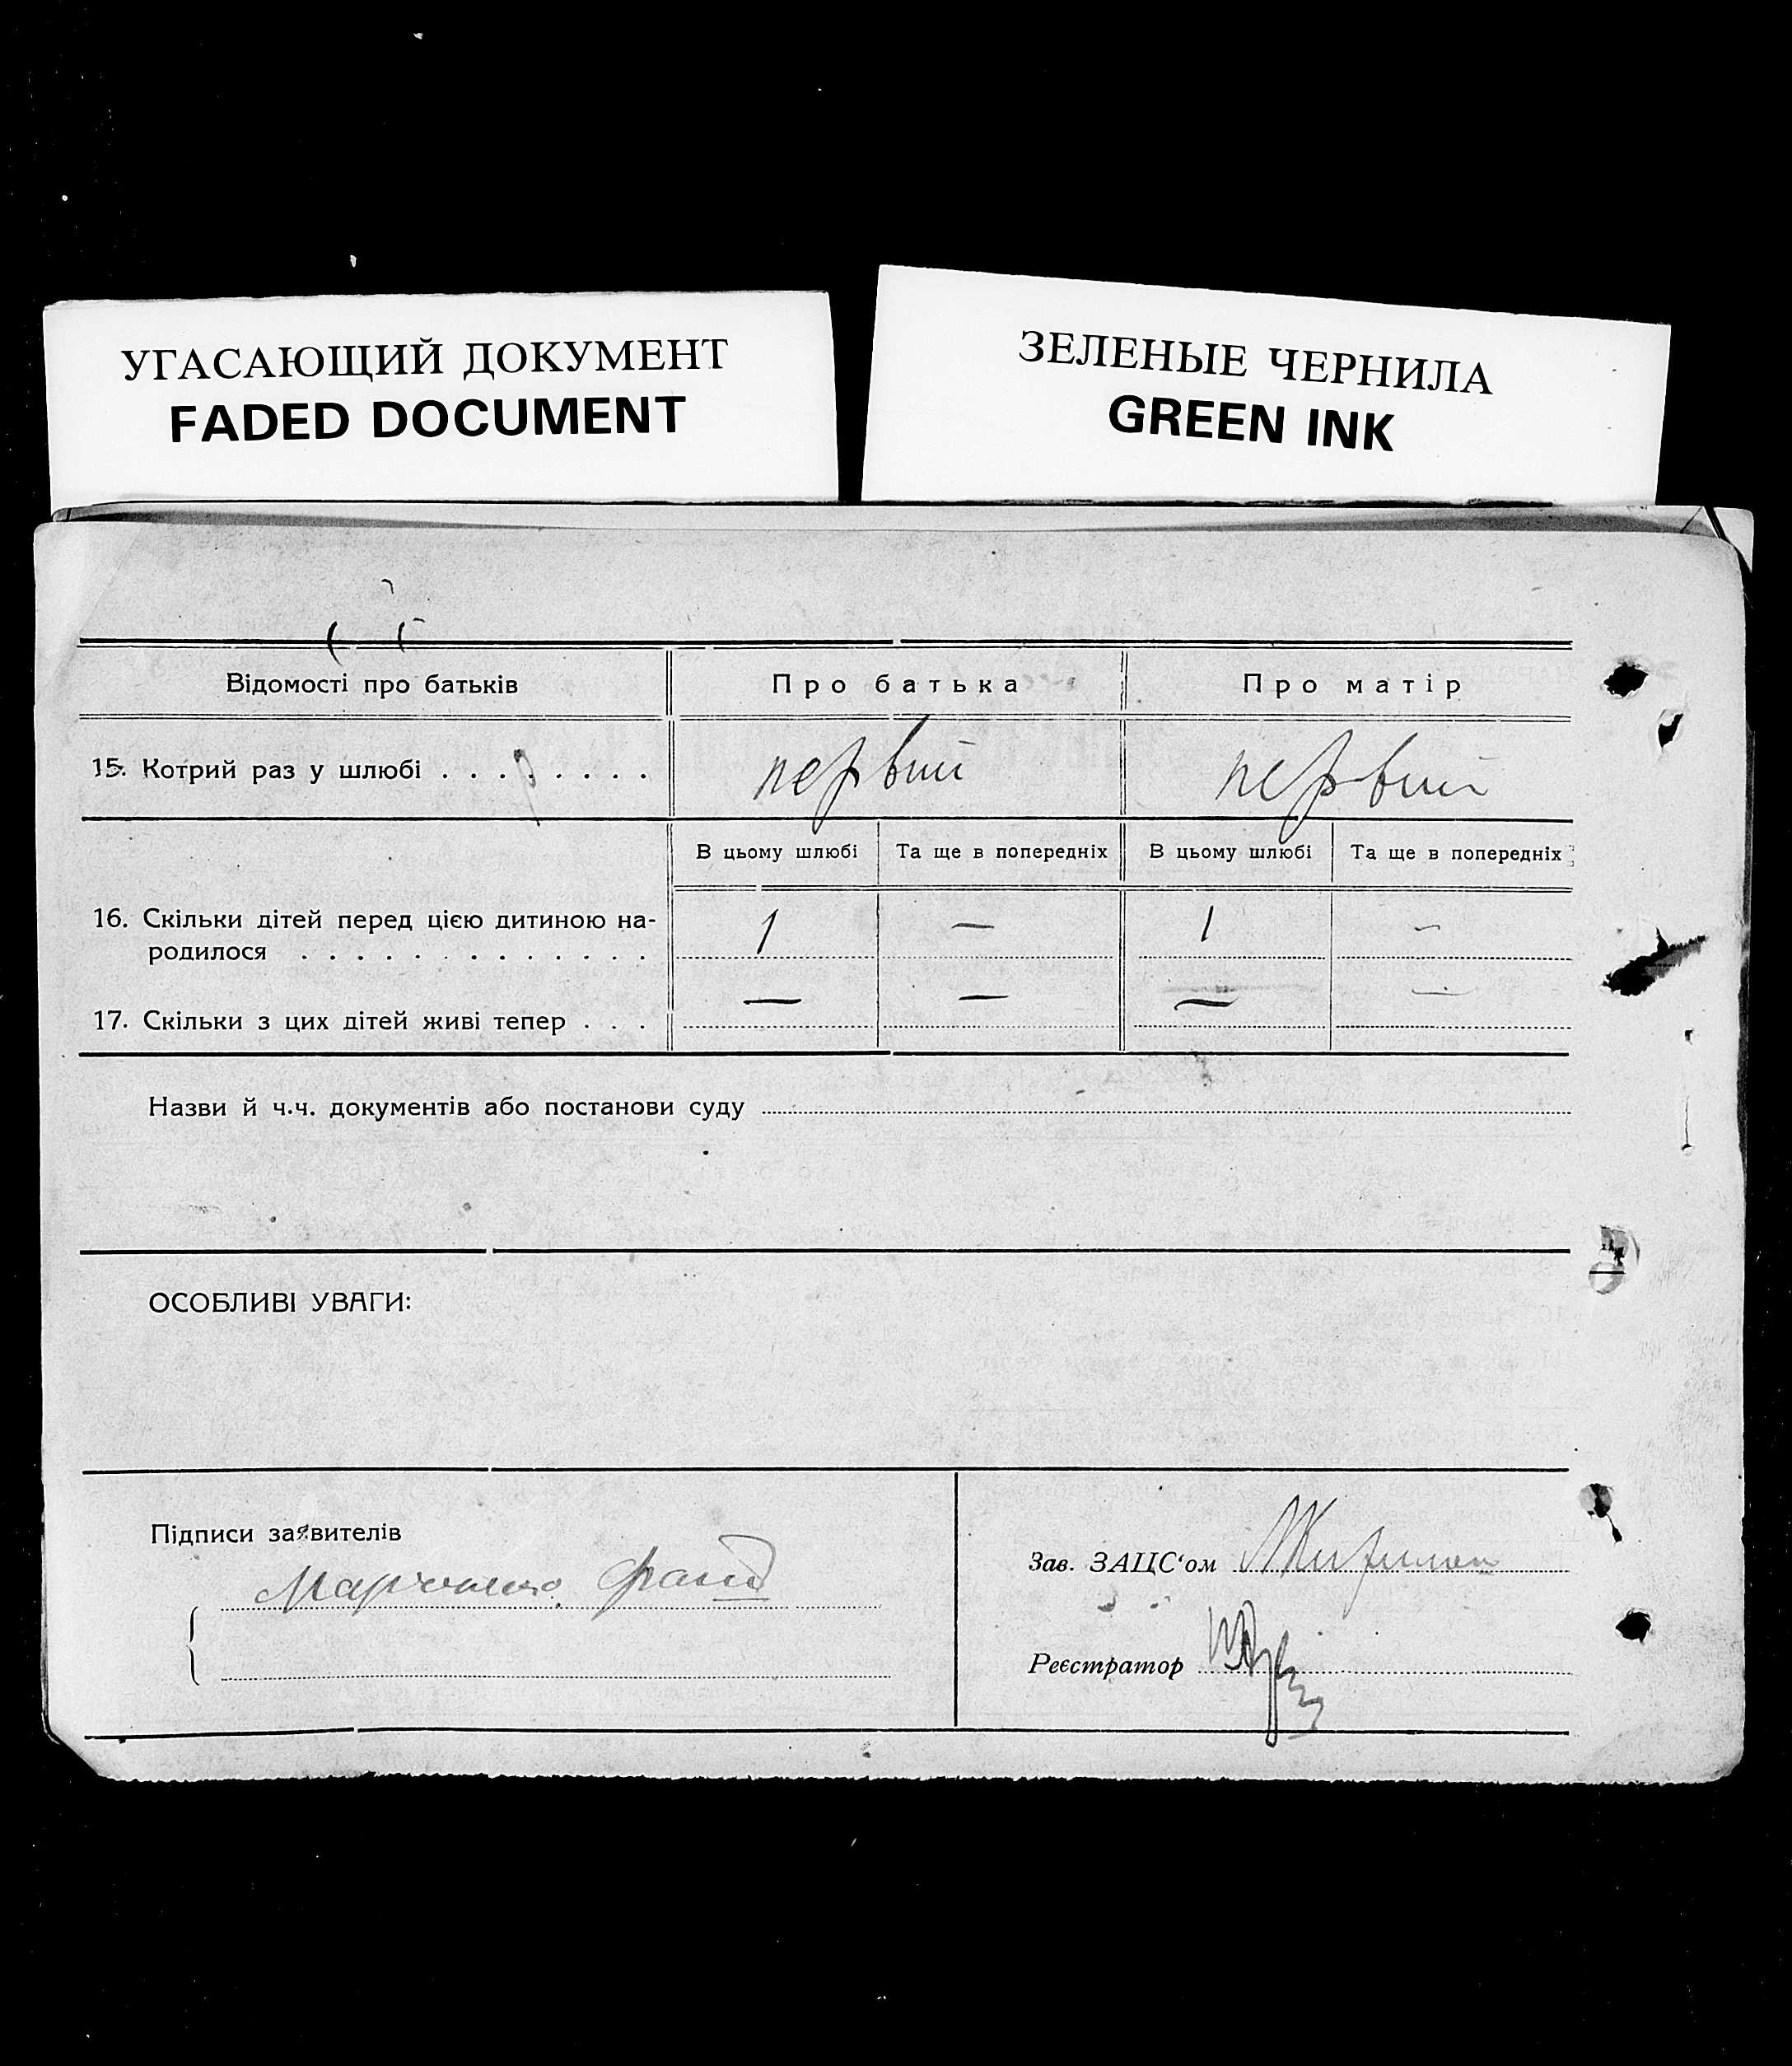 УГАСАЮЩИЙ ДОКУМЕНТ
FADED DOCUMENT
ЗЕЛЕНЫЕ ЧЕРНИЛА
GREEN INK
Відомості про батьків Про батька Про матір
15. Котрий раз у шлюбі . . . . . . . . первий первий
В цьому шлюбі Та ще в попередніх В цьому шлюбі Та ще в попередніх
16. Скільки дітей перед цією дитиною на- 1 — 1 —
родилося . . . . . . . . . . . . .
17. Скільки з цих дітей живі тепер . . . — — — —
Назви й ч.ч. документів або постанови суду
ОСОБЛИВІ УВАГИ:
Підписи заявителів
Зав. ЗАЦС'ом
Реєстратор